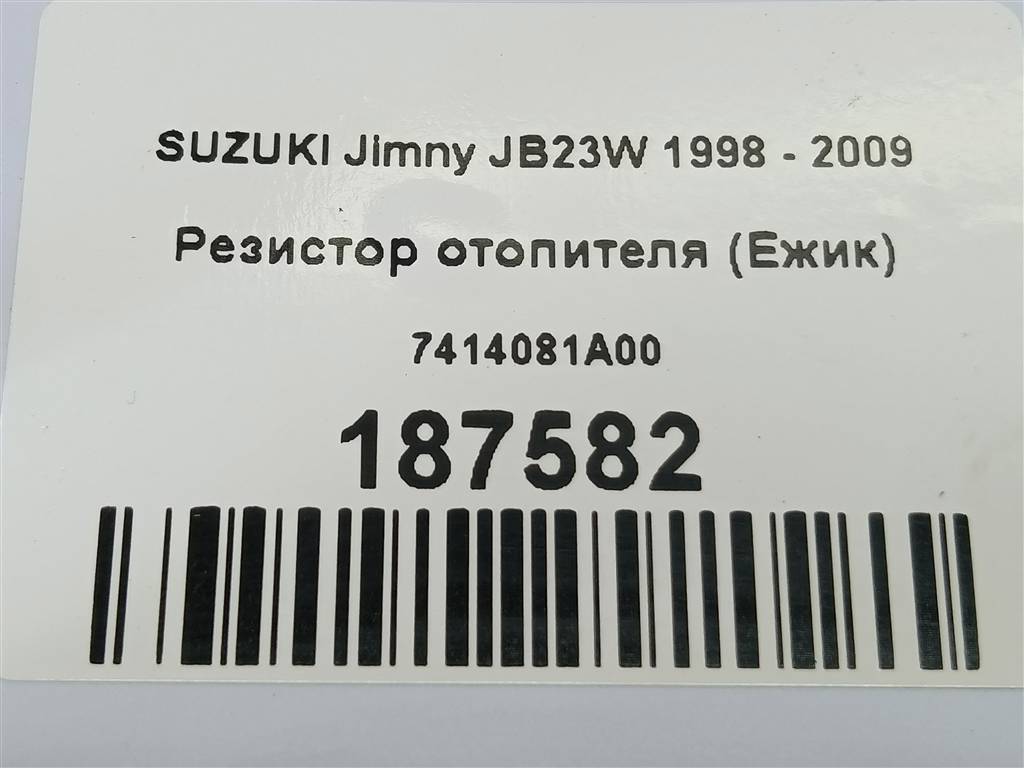 SUZUKI Jimny JB23W 1998 - 2009
Резистор отопителя (Ежик)
7414081A00
187582